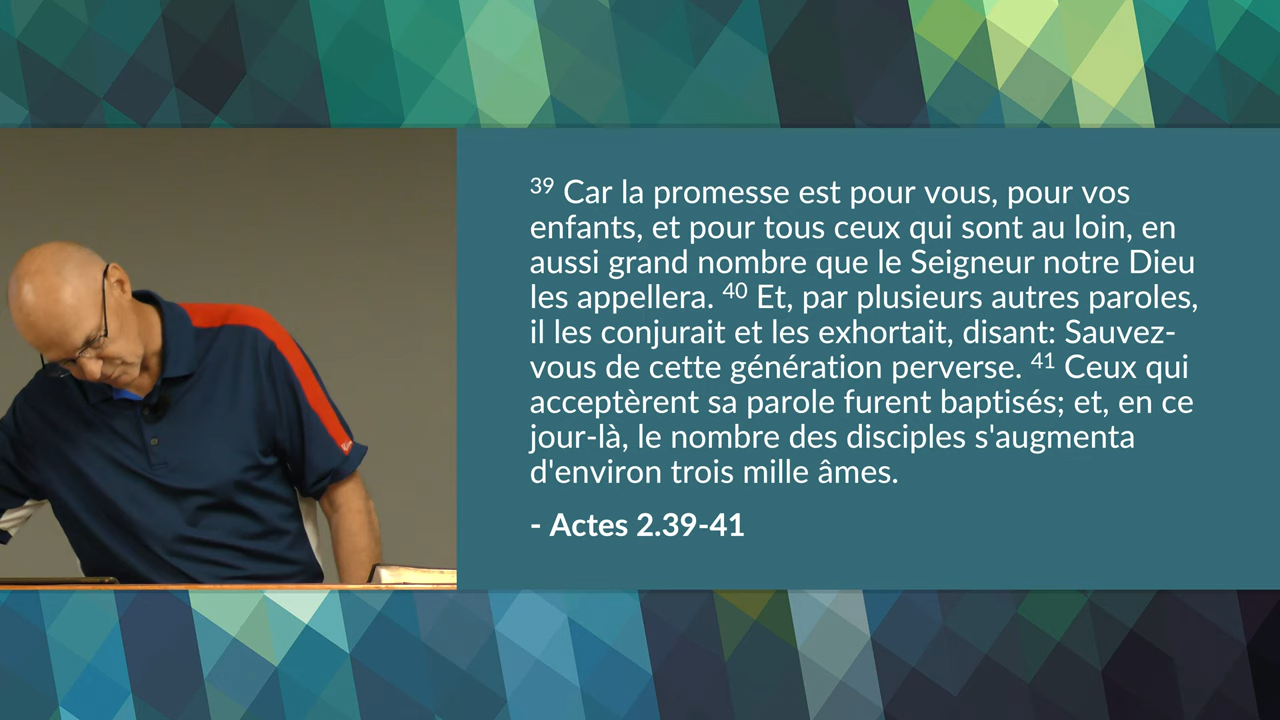 39 Car la promesse est pour vous, pour vos
enfants, et pour tous ceux qui sont au loin, en
aussi grand nombre que le Seigneur notre Dieu
les appellera. 40 Et, par plusieurs autres paroles,
il les conjurait et les exhortait, disant: Sauvez-
vous de cette génération perverse. 41 Ceux qui
acceptèrent sa parole furent baptisés; et, en ce
jour-là, le nombre des disciples s'augmenta
d'environ trois mille âmes.
- Actes 2.39-41